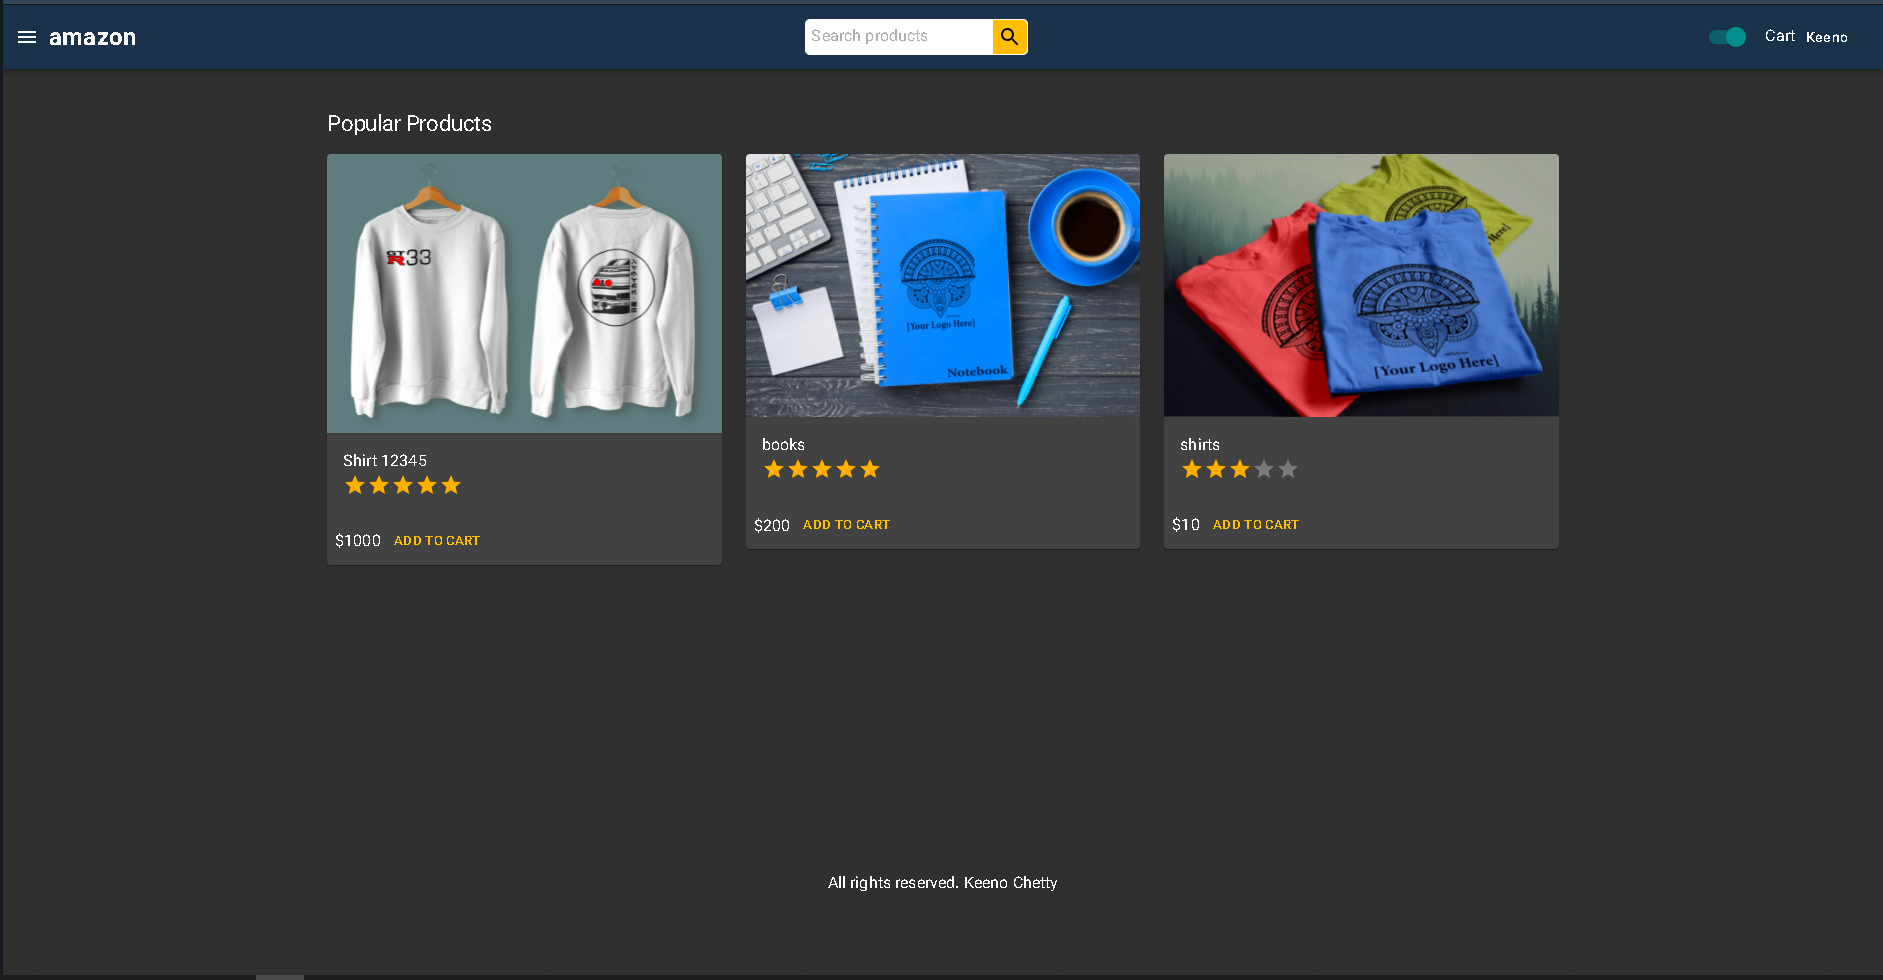 amazon
Search products
Cart Keeno
Popular Products
GT
R33
[Your Logo Here]
Notebook
[Your Logo Here]
Shirt 12345
$1000 ADD TO CART
books
$200 ADD TO CART
shirts
$10 ADD TO CART
All rights reserved. Keeno Chetty